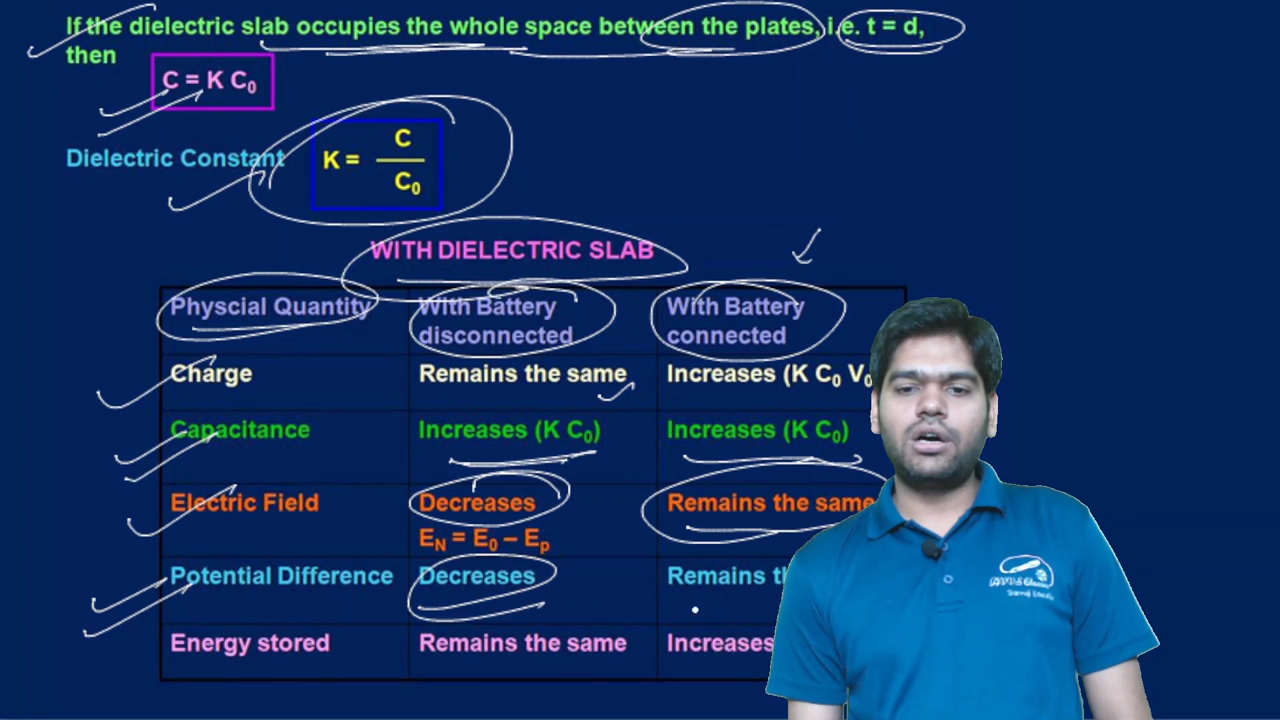 If the dielectric slab occupies the whole space between the plates, i.e. t = d,
then
C = K C₀
Dielectric Constant
K = C / C₀
WITH DIELECTRIC SLAB
Physcial Quantity
With Battery
disconnected
With Battery
connected
Charge
Remains the same
Increases (K C₀ V₀
Capacitance
Increases (K C₀)
Increases (K C₀)
Electric Field
Decreases
Eₙ = E₀ – Eₚ
Remains the same
Potential Difference
Decreases
Remains
Energy stored
Remains the same
Increases